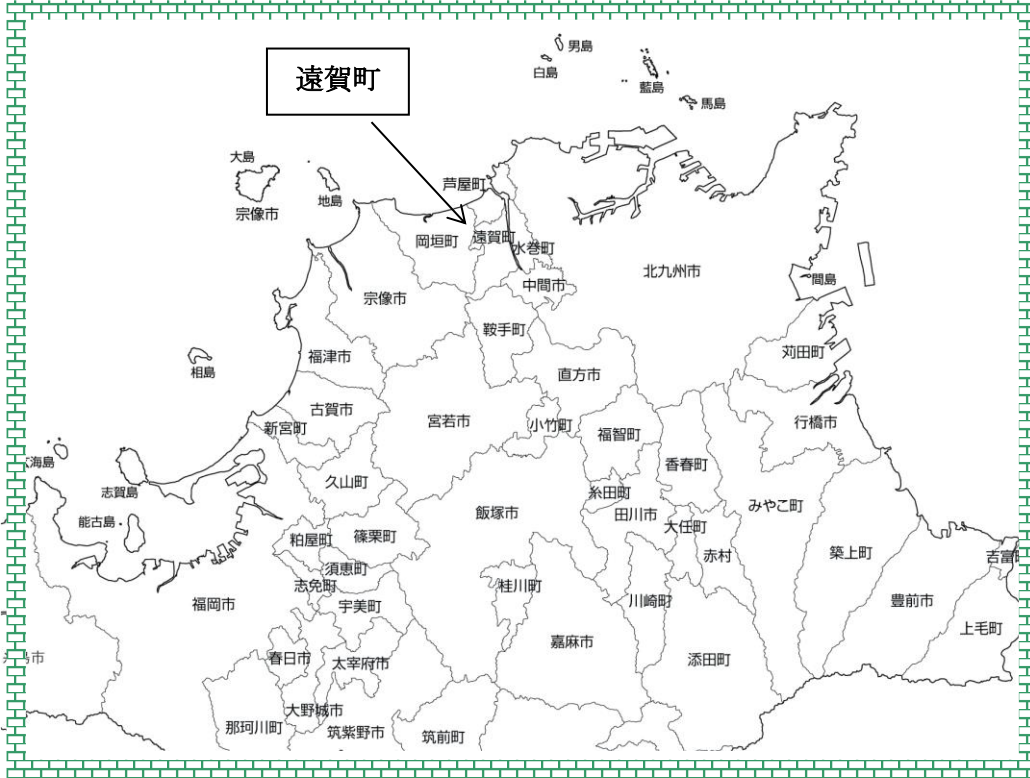 男島
白島
遠賀町
藍島
馬島
大島
地島
芦屋町
宗像市
岡垣町
遠賀町
水巻町
北九州市
間島
中間市
宗像市
鞍手町
苅田町
福津市
相島
直方市
古賀市
宮若市
小竹町
行橋市
新宮町
福智町
海島
香春町
久山町
志賀島
糸田町
みやこ町
飯塚市
田川市
能古島
大任町
篠栗町
粕屋町
赤村
築上町
吉富
須恵町
志免町
桂川町
福岡市
宇美町
川崎町
豊前市
上毛町
嘉麻市
春日市
太宰府市
島市
添田町
大野城市
那珂川町
筑紫野市
筑前町